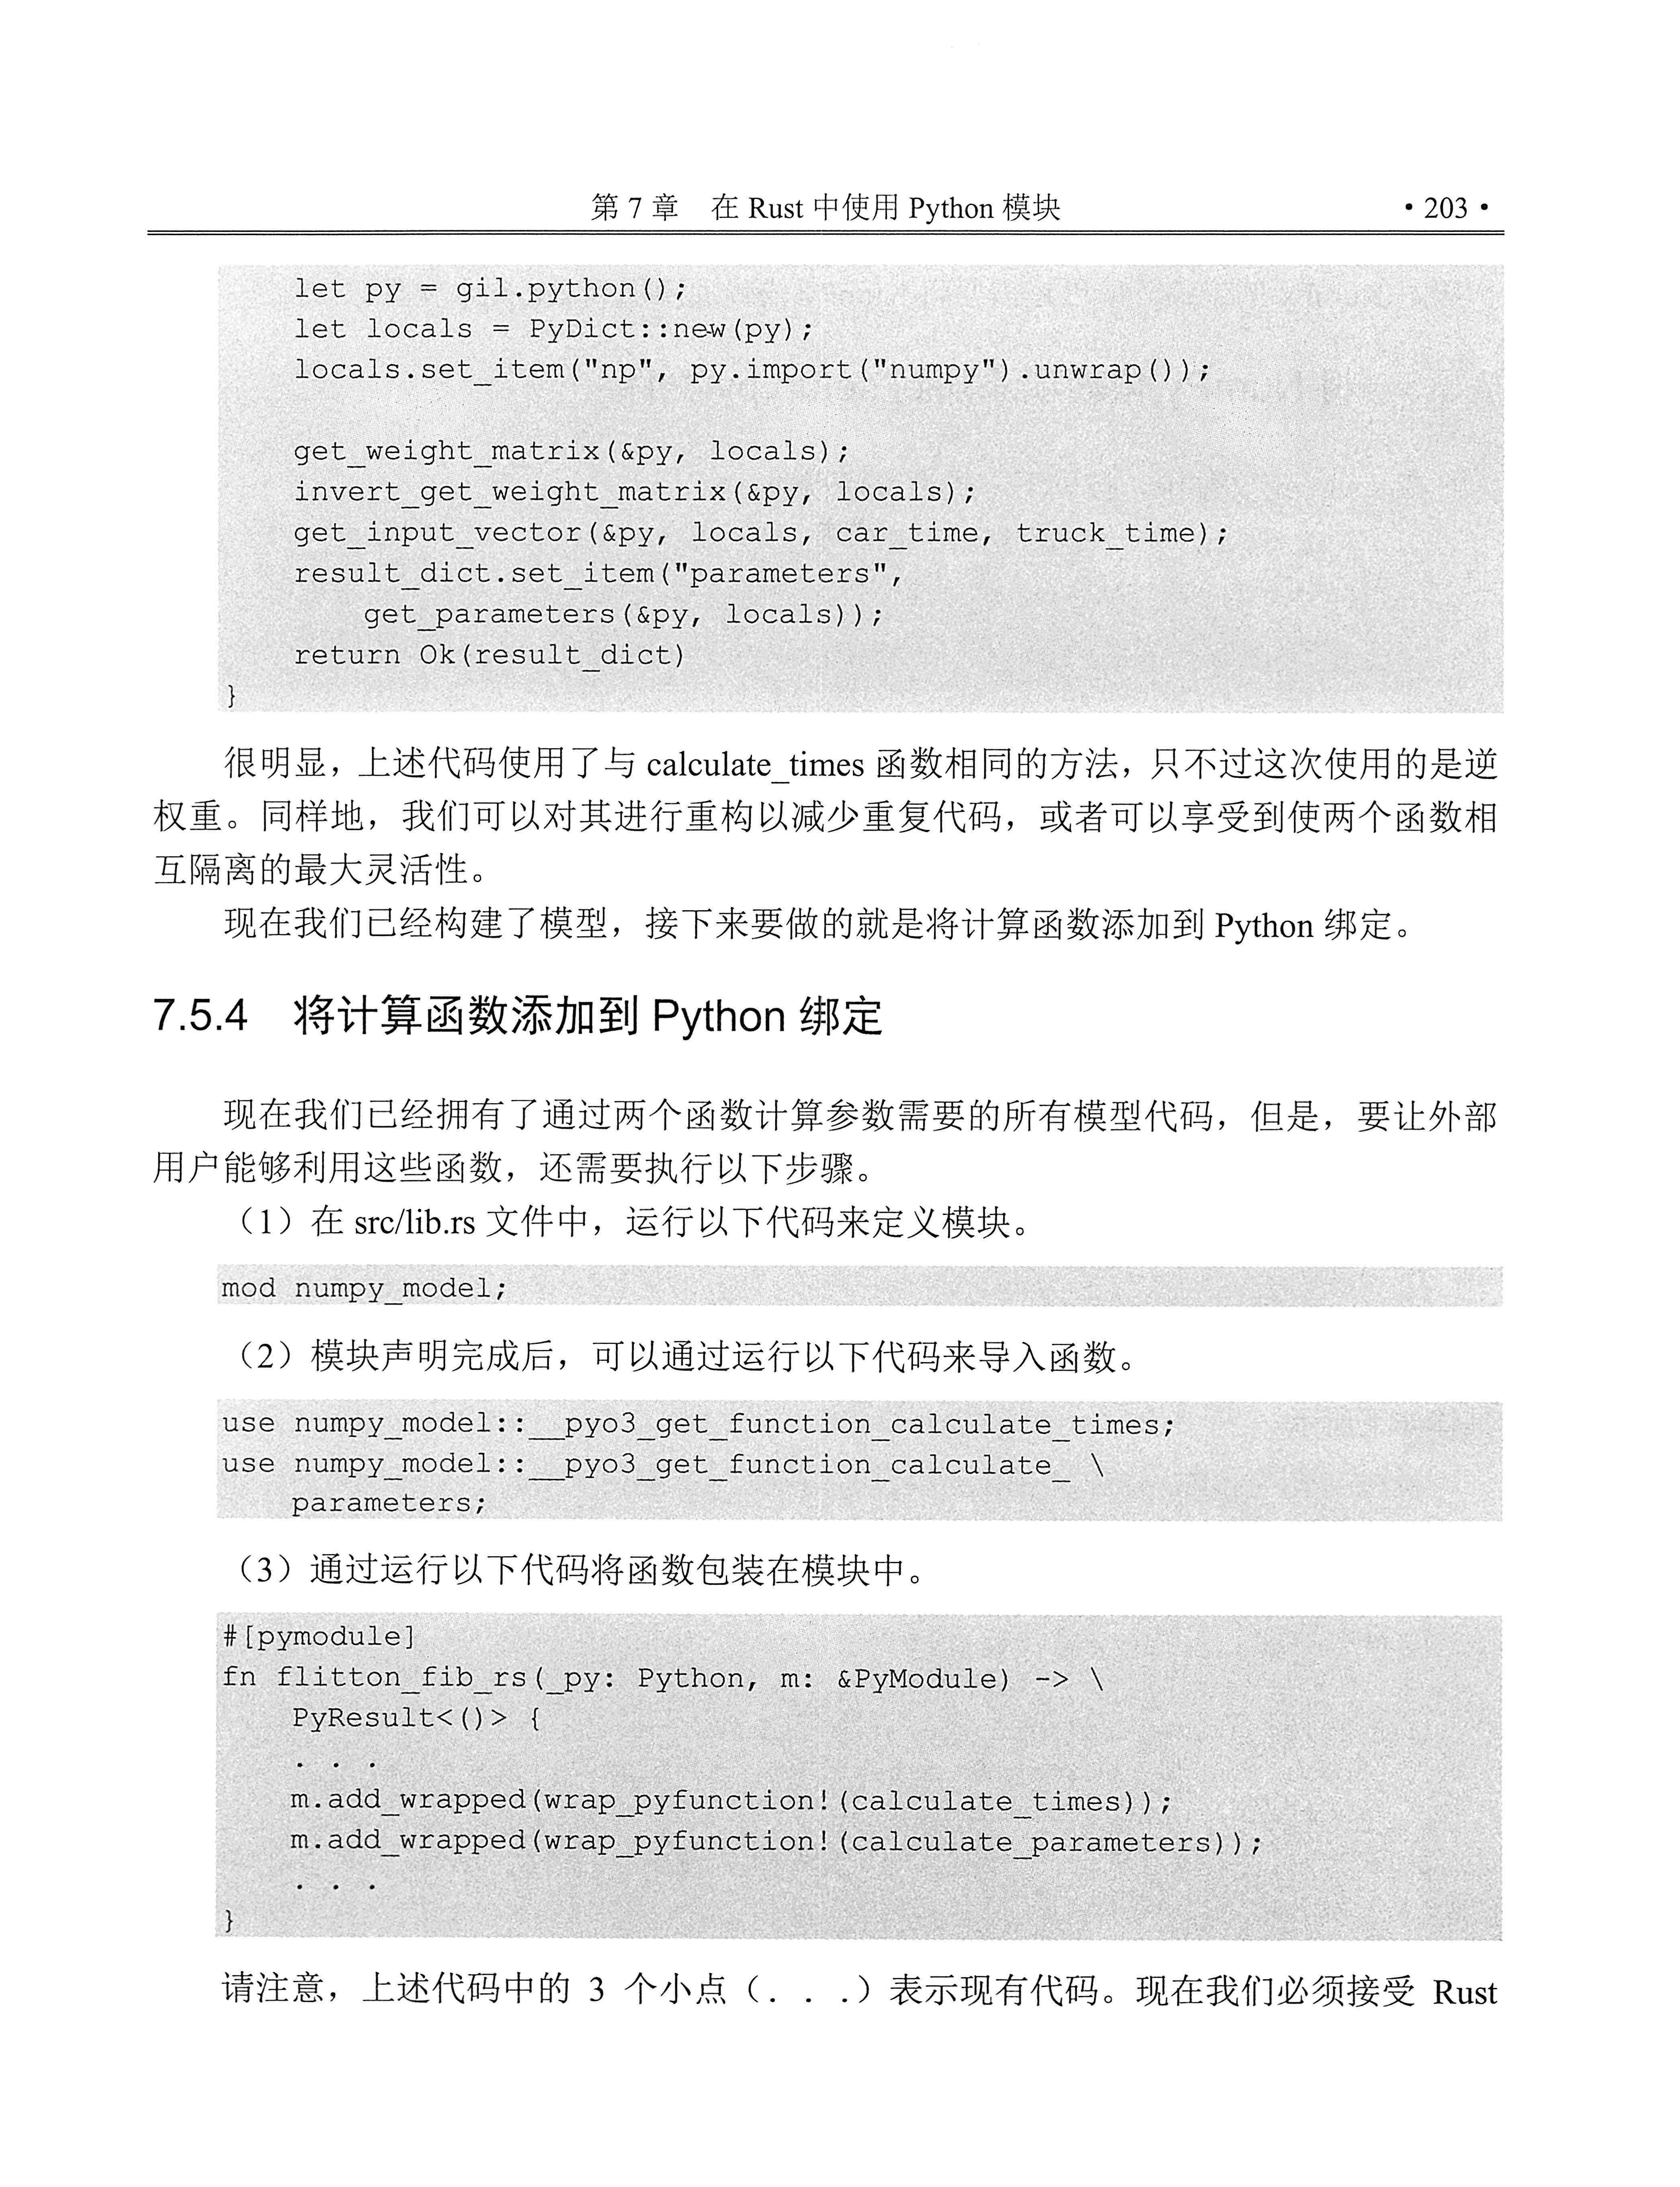 第 7 章 在 Rust 中使用 Python 模块 • 203 •
let py = gil.python();
let locals = PyDict::new(py);
locals.set_item("np", py.import("numpy").unwrap());
get_weight_matrix(&py, locals);
invert_get_weight_matrix(&py, locals);
get_input_vector(&py, locals, car_time, truck_time);
result_dict.set_item("parameters",
get_parameters(&py, locals));
return Ok(result_dict)
}
很明显，上述代码使用了与 calculate_times 函数相同的方法，只不过这次使用的是逆
权重。同样地，我们可以对其进行重构以减少重复代码，或者可以享受到使两个函数相
互隔离的最大灵活性。
现在我们已经构建了模型，接下来要做的就是将计算函数添加到 Python 绑定。
7.5.4 将计算函数添加到 Python 绑定
现在我们已经拥有了通过两个函数计算参数需要的所有模型代码，但是，要让外部
用户能够利用这些函数，还需要执行以下步骤。
（1）在 src/lib.rs 文件中，运行以下代码来定义模块。
mod numpy_model;
（2）模块声明完成后，可以通过运行以下代码来导入函数。
use numpy_model::__pyo3_get_function_calculate_times;
use numpy_model::__pyo3_get_function_calculate_ \
parameters;
（3）通过运行以下代码将函数包装在模块中。
#[pymodule]
fn flitton_fib_rs(_py: Python, m: &PyModule) -> \
PyResult<()> {
. . .
m.add_wrapped(wrap_pyfunction!(calculate_times));
m.add_wrapped(wrap_pyfunction!(calculate_parameters));
. . .
}
请注意，上述代码中的 3 个小点（. . .）表示现有代码。现在我们必须接受 Rust